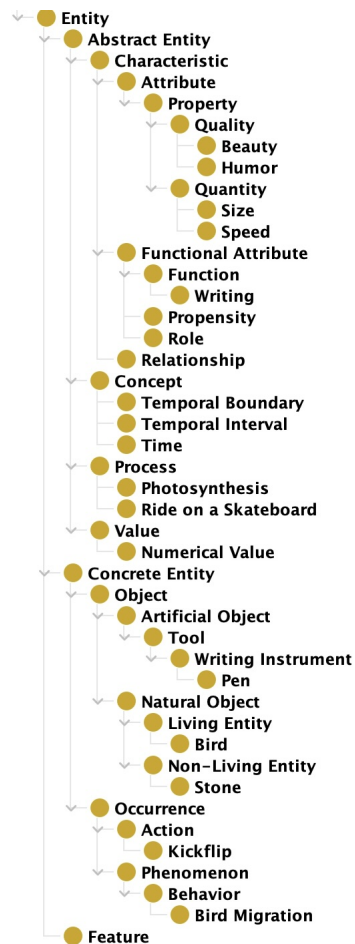 Entity
Abstract Entity
Characteristic
Attribute
Property
Quality
Beauty
Humor
Quantity
Size
Speed
Functional Attribute
Function
Writing
Propensity
Role
Relationship
Concept
Temporal Boundary
Temporal Interval
Time
Process
Photosynthesis
Ride on a Skateboard
Value
Numerical Value
Concrete Entity
Object
Artificial Object
Tool
Writing Instrument
Pen
Natural Object
Living Entity
Bird
Non-Living Entity
Stone
Occurrence
Action
Kickflip
Phenomenon
Behavior
Bird Migration
Feature